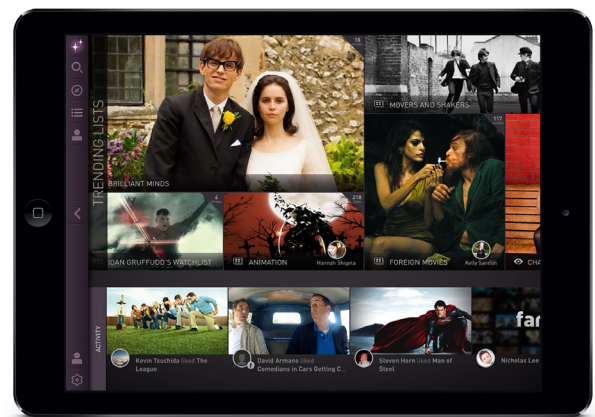 TRENDING LISTS
18
BRILLIANT MINDS
MOVERS AND SHAKERS
117
FOREIGN MOVIES
Kelly Sandlin
CHA
6
IOAN GRUFFUDD'S WATCHLIST
218
ANIMATION
Hannah Shigeta
ACTIVITY
Kevin Tsuchida liked The
League.
David Armano liked
Comedians in Cars Getting C...
Steven Horn liked Man of
Steel.
far
Nicholas Lee